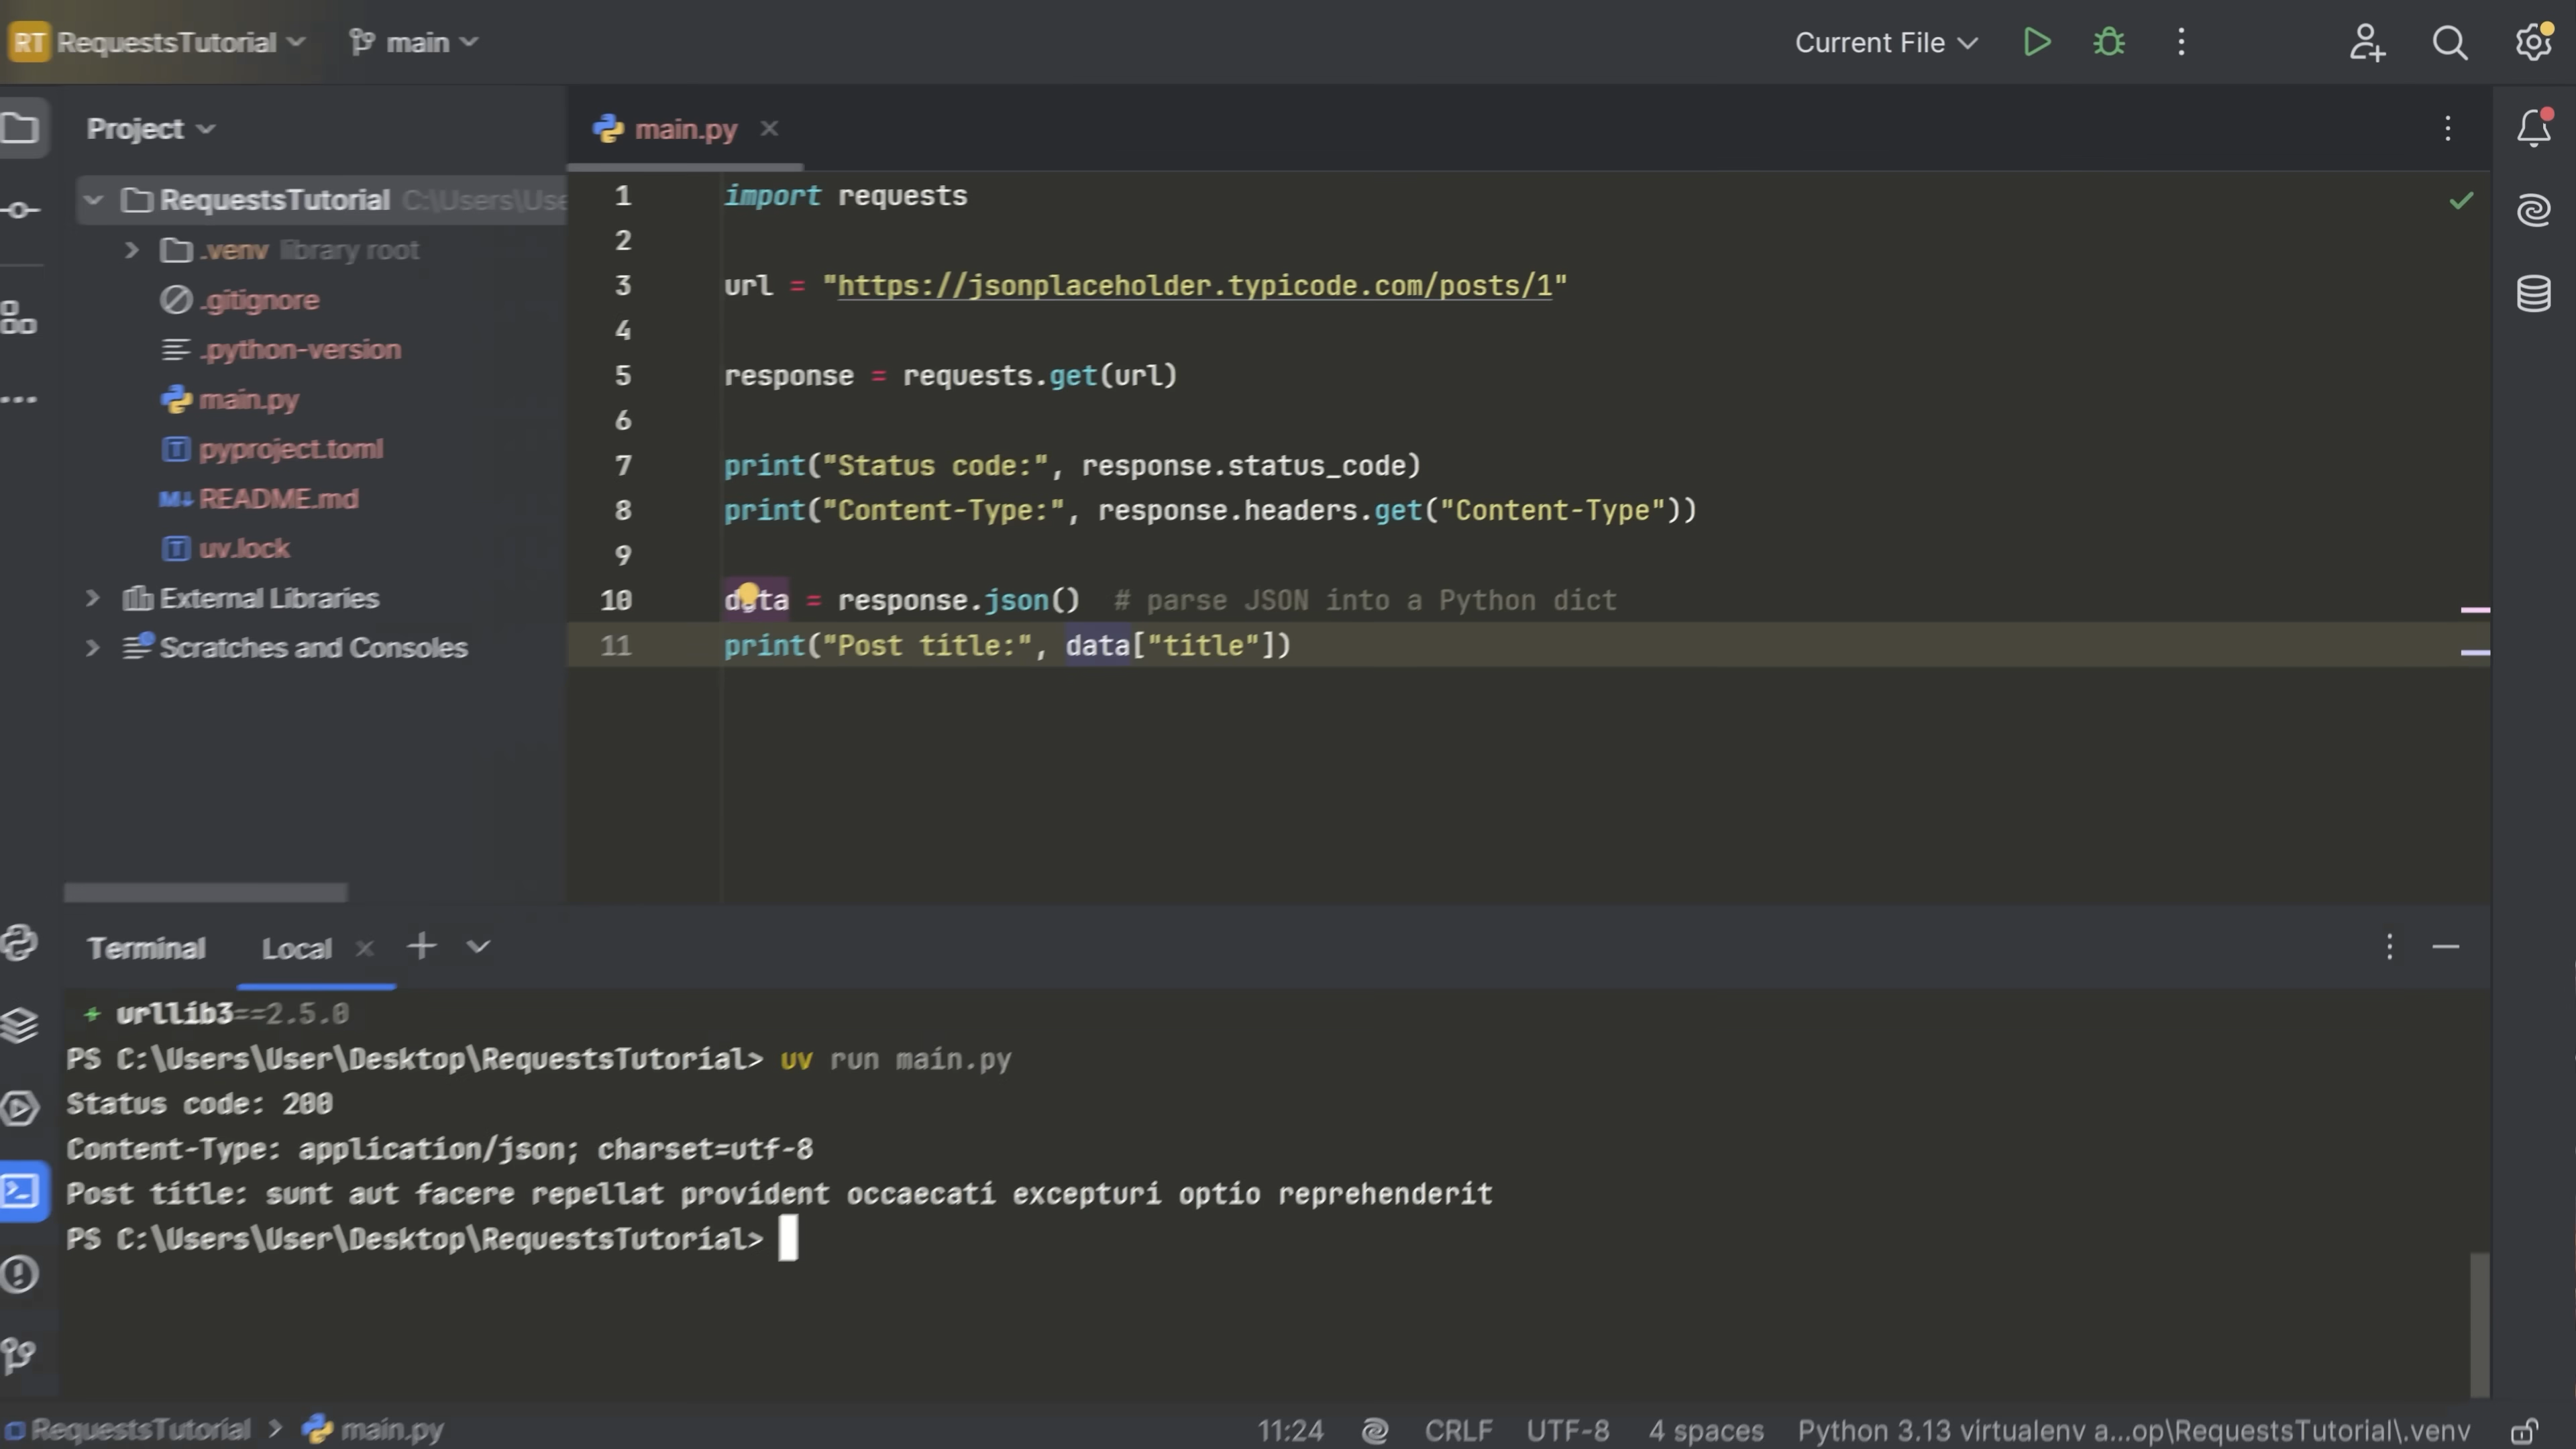 RT RequestsTutorial main Current File
Project
main.py
RequestsTutorial C:\Users\Use
.venv library root
.gitignore
.python-version
main.py
pyproject.toml
README.md
uv.lock
External Libraries
Scratches and Consoles
1 import requests
2
3 url = "https://jsonplaceholder.typicode.com/posts/1"
4
5 response = requests.get(url)
6
7 print("Status code:", response.status_code)
8 print("Content-Type:", response.headers.get("Content-Type"))
9
10 data = response.json()  # parse JSON into a Python dict
11 print("Post title:", data["title"])
Terminal Local
+ urllib3==2.5.0
PS C:\Users\User\Desktop\RequestsTutorial> uv run main.py
Status code: 200
Content-Type: application/json; charset=utf-8
Post title: sunt aut facere repellat provident occaecati excepturi optio reprehenderit
PS C:\Users\User\Desktop\RequestsTutorial>
RequestsTutorial > main.py 11:24 CRLF UTF-8 4 spaces Python 3.13 virtualenv a...op\RequestsTutorial\.venv